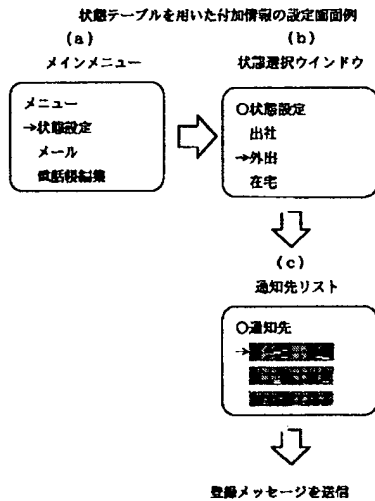 状態テーブルを用いた付加情報の設定画面例
(a)
メインメニュー
メニュー
→状態設定
メール
電話帳編集
(b)
状態選択ウインドウ
○状態設定
出社
→外出
在宅
(c)
通知先リスト
○通知先
→
登録メッセージを送信